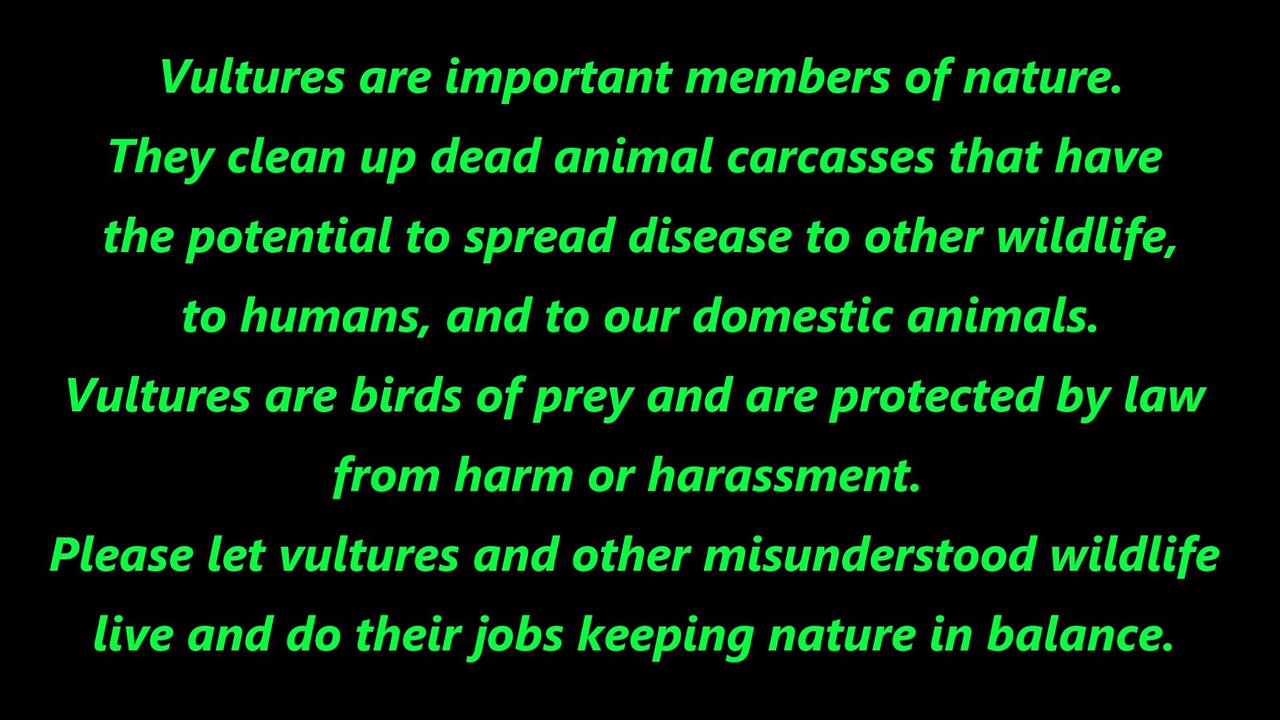 Vultures are important members of nature.
They clean up dead animal carcasses that have
the potential to spread disease to other wildlife,
to humans, and to our domestic animals.
Vultures are birds of prey and are protected by law
from harm or harassment.
Please let vultures and other misunderstood wildlife
live and do their jobs keeping nature in balance.